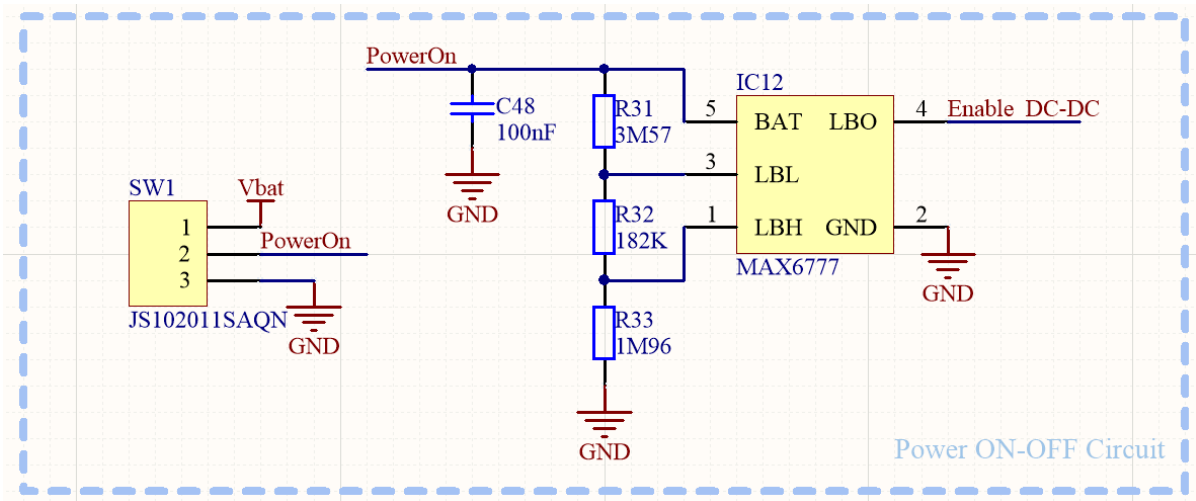 PowerOn
C48
100nF
GND
R31
3M57
R32
182K
R33
1M96
GND
IC12
5 BAT LBO 4 Enable DC-DC
3 LBL
1 LBH GND 2
MAX6777
GND
SW1
Vbat
1
2 PowerOn
3
JS102011SAQN
GND
Power ON-OFF Circuit